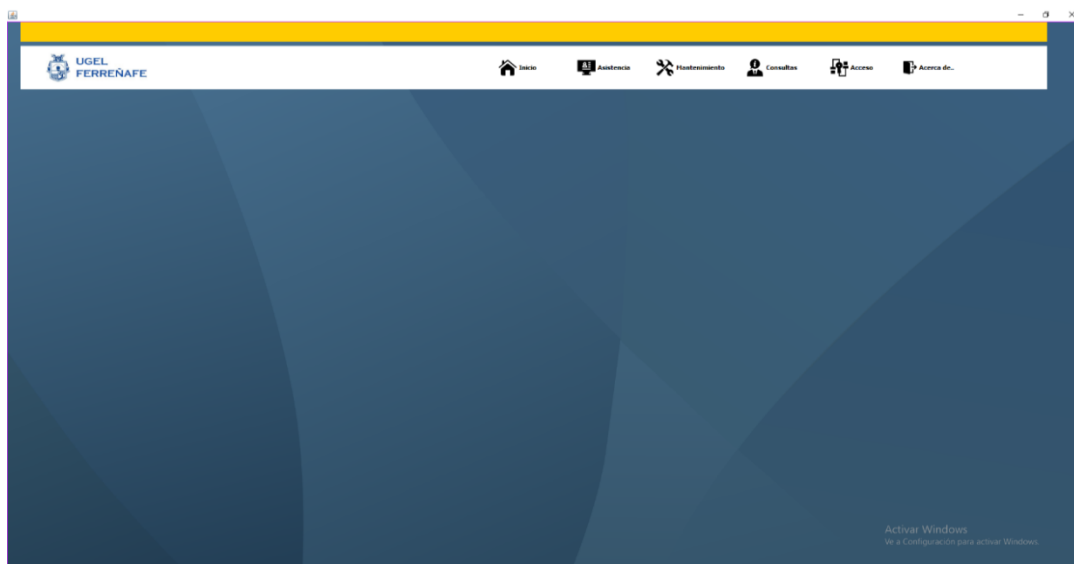 UGEL
FERREÑAFE
Inicio
Asistencia
Mantenimiento
Consultas
Acceso
Acerca de..
Activar Windows
Ve a Configuración para activar Windows.